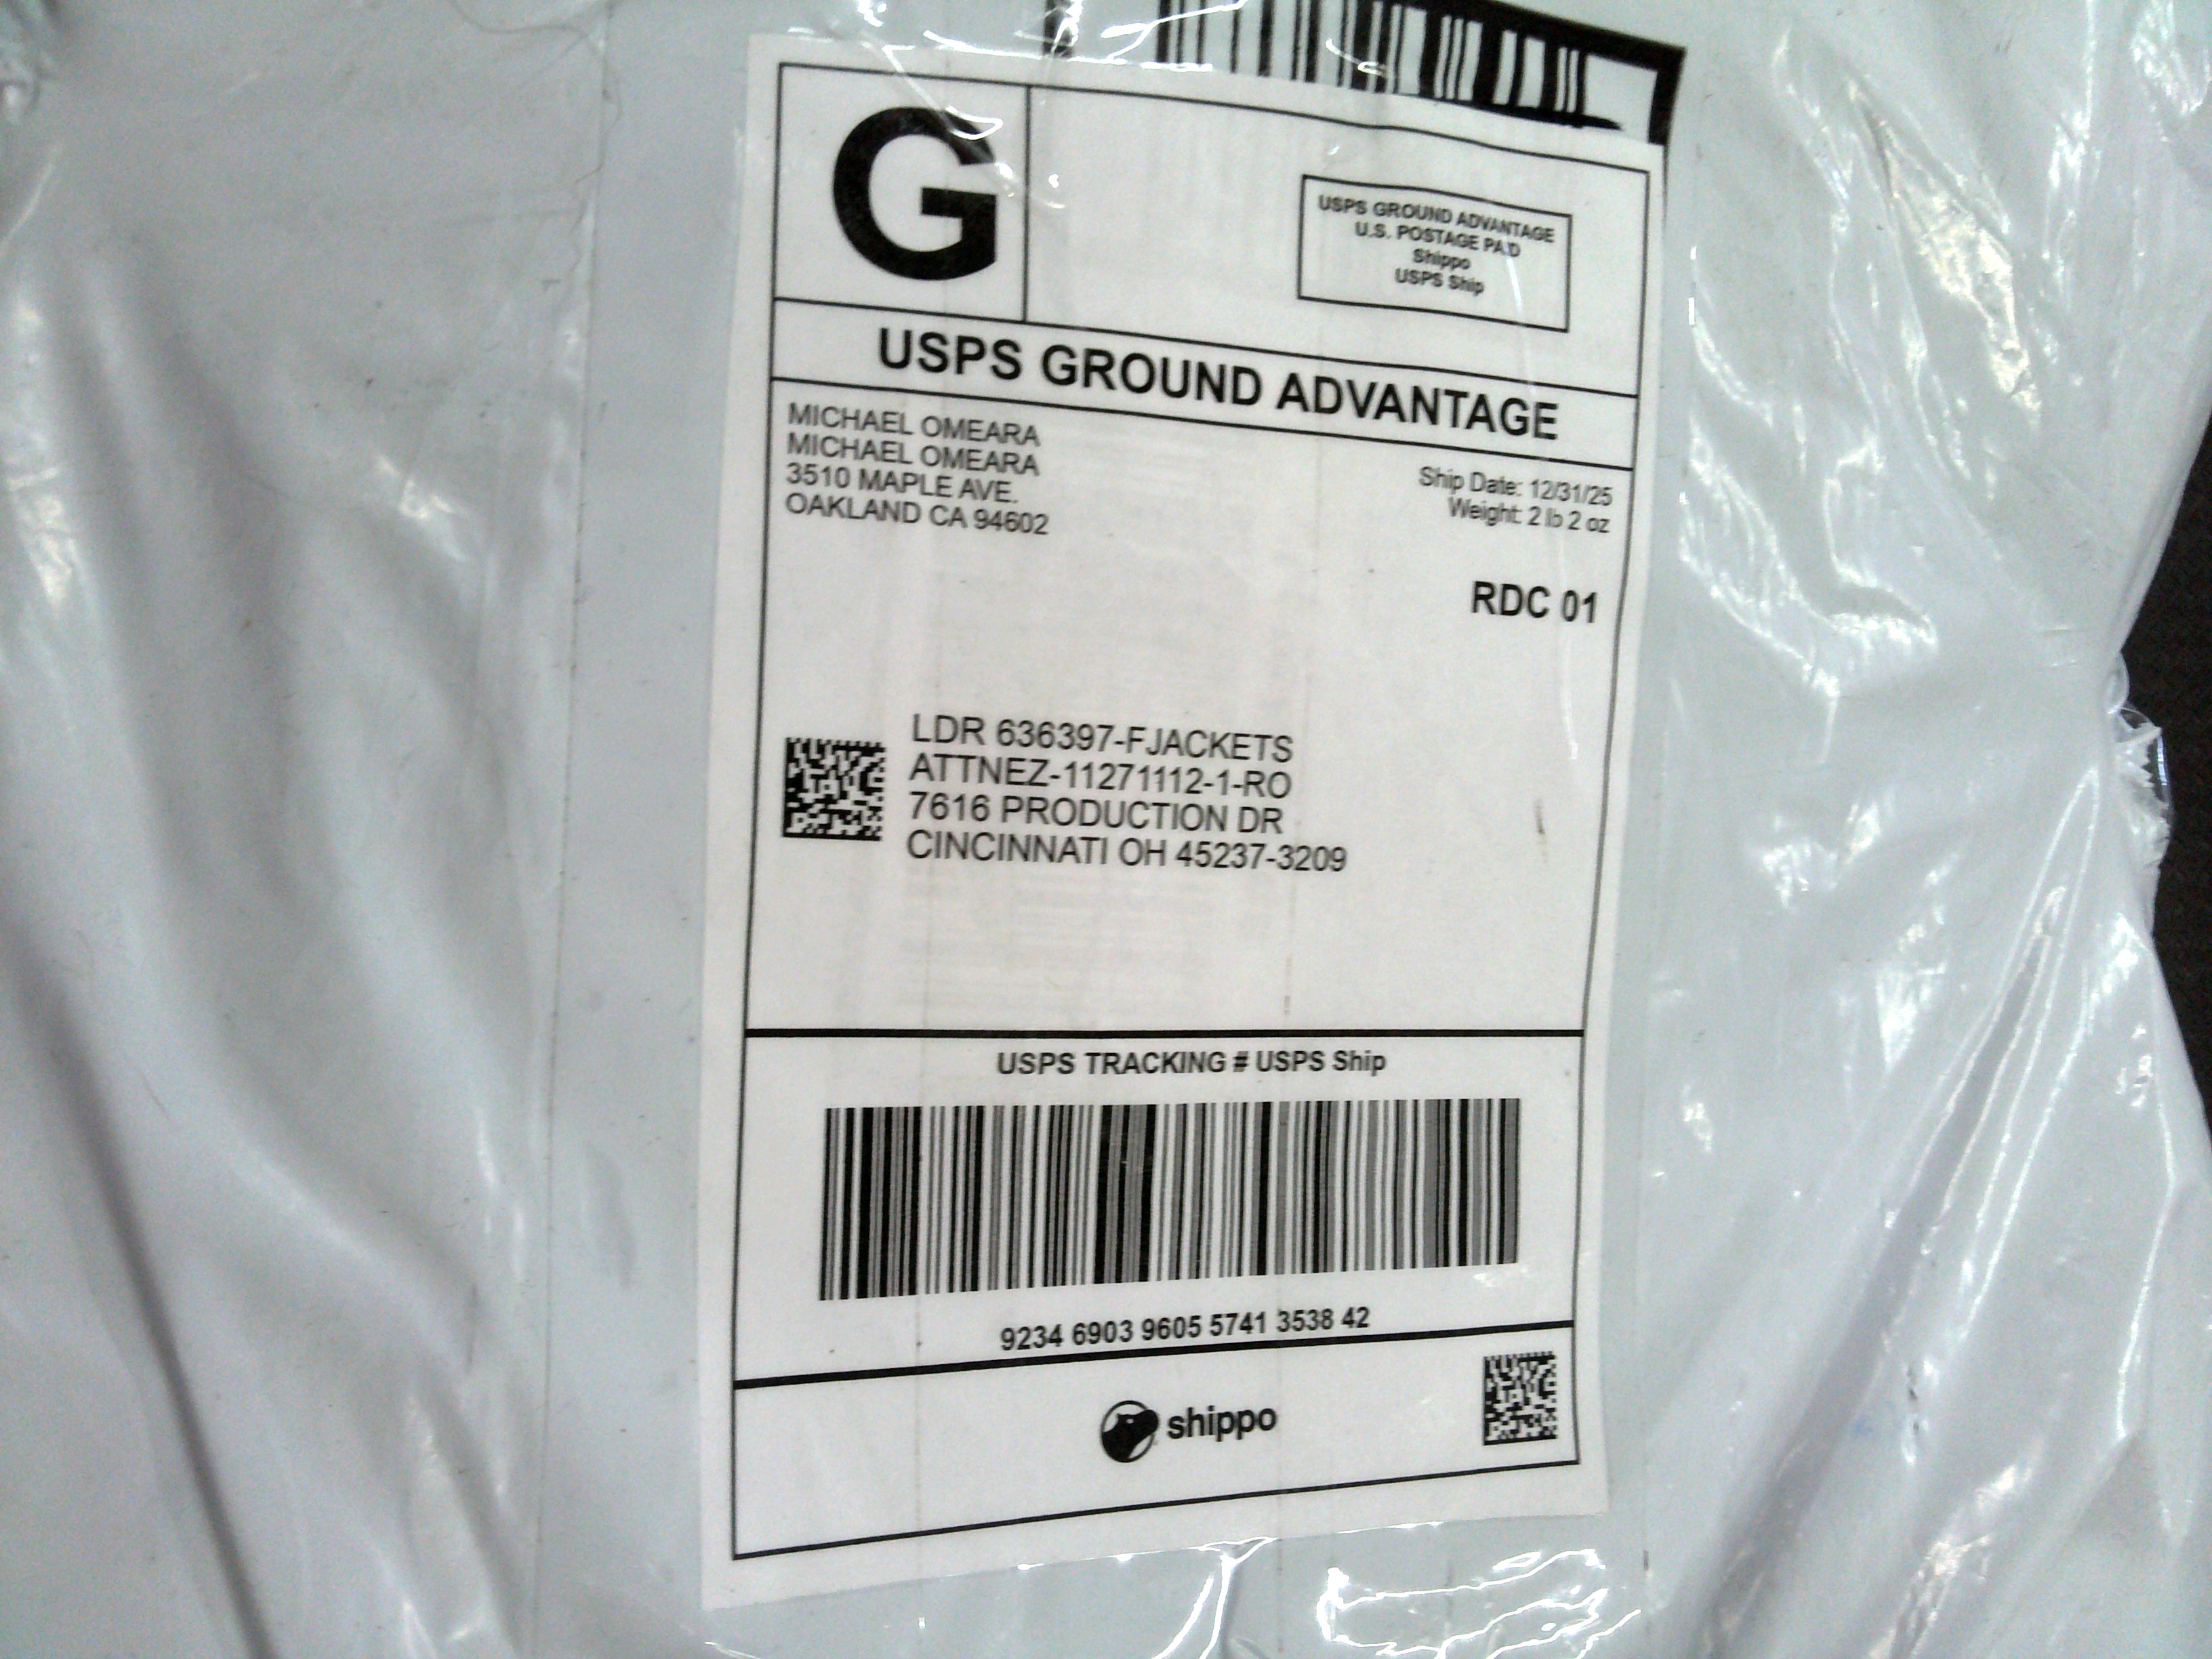 G
USPS GROUND ADVANTAGE
U.S. POSTAGE PAID
Shippo
USPS Ship
USPS GROUND ADVANTAGE
MICHAEL OMEARA
MICHAEL OMEARA
3510 MAPLE AVE.
OAKLAND CA 94602
Ship Date: 12/31/25
Weight: 2 lb 2 oz
RDC 01
LDR 636397-FJACKETS
ATTNEZ-11271112-1-RO
7616 PRODUCTION DR
CINCINNATI OH 45237-3209
USPS TRACKING # USPS Ship
9234 6903 9605 5741 3538 42
shippo